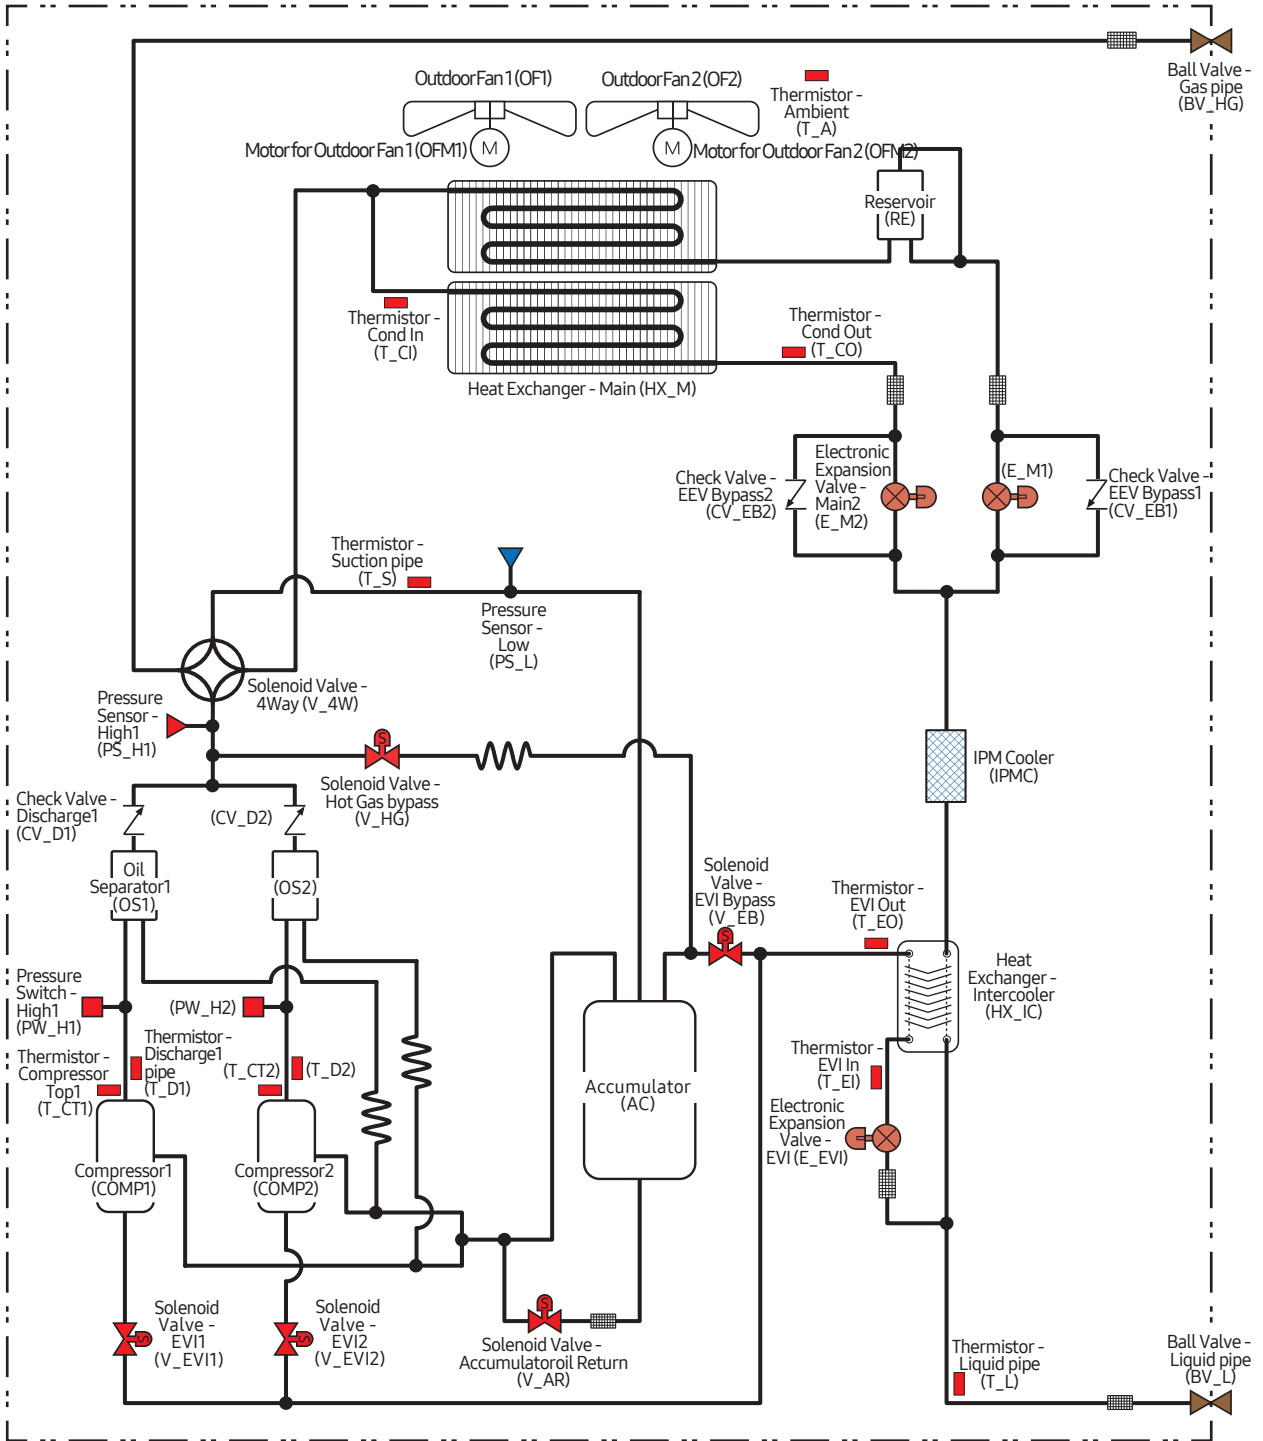 Ball Valve -
Gas pipe
(BV_HG)
OutdoorFan 1 (OF1)
OutdoorFan 2(OF2)
Thermistor -
Ambient
(T_A)
M
M
Motor for Outdoor Fan 1 (OFM1)
Motor for Outdoor Fan 2 (OFM2)
Reservoir
(RE)
Thermistor -
Cond In
(T_CI)
Thermistor -
Cond Out
(T_CO)
Heat Exchanger - Main (HX_M)
Check Valve -
EEV Bypass2
(CV_EB2)
Electronic
Expansion
Valve -
Main2
(E_M2)
(E_M1)
Check Valve -
EEV Bypass1
(CV_EB1)
Thermistor -
Suction pipe
(T_S)
Pressure
Sensor -
Low
(PS_L)
Solenoid Valve -
4Way (V_4W)
Pressure
Sensor -
High1
(PS_H1)
S
Solenoid Valve -
Hot Gas bypass
(V_HG)
IPM Cooler
(IPMC)
Check Valve -
Discharge1
(CV_D1)
(CV_D2)
Oil
Separator1
(OS1)
(OS2)
Solenoid
Valve -
EVI Bypass
(V_EB)
S
Thermistor -
EVI Out
(T_EO)
Heat
Exchanger -
Intercooler
(HX_IC)
Pressure
Switch -
High1
(PW_H1)
(PW_H2)
Thermistor -
Discharge1
pipe
(T_D1)
Thermistor -
Compressor
Top1
(T_CT1)
(T_CT2)
(T_D2)
Thermistor -
EVI In
(T_EI)
Accumulator
(AC)
Electronic
Expansion
Valve -
EVI (E_EVI)
Compressor1
(COMP1)
Compressor2
(COMP2)
S
Solenoid
Valve -
EVI1
(V_EVI1)
S
Solenoid
Valve -
EVI2
(V_EVI2)
S
Solenoid Valve -
Accumulatoroil Return
(V_AR)
Thermistor -
Liquid pipe
(T_L)
Ball Valve -
Liquid pipe
(BV_L)